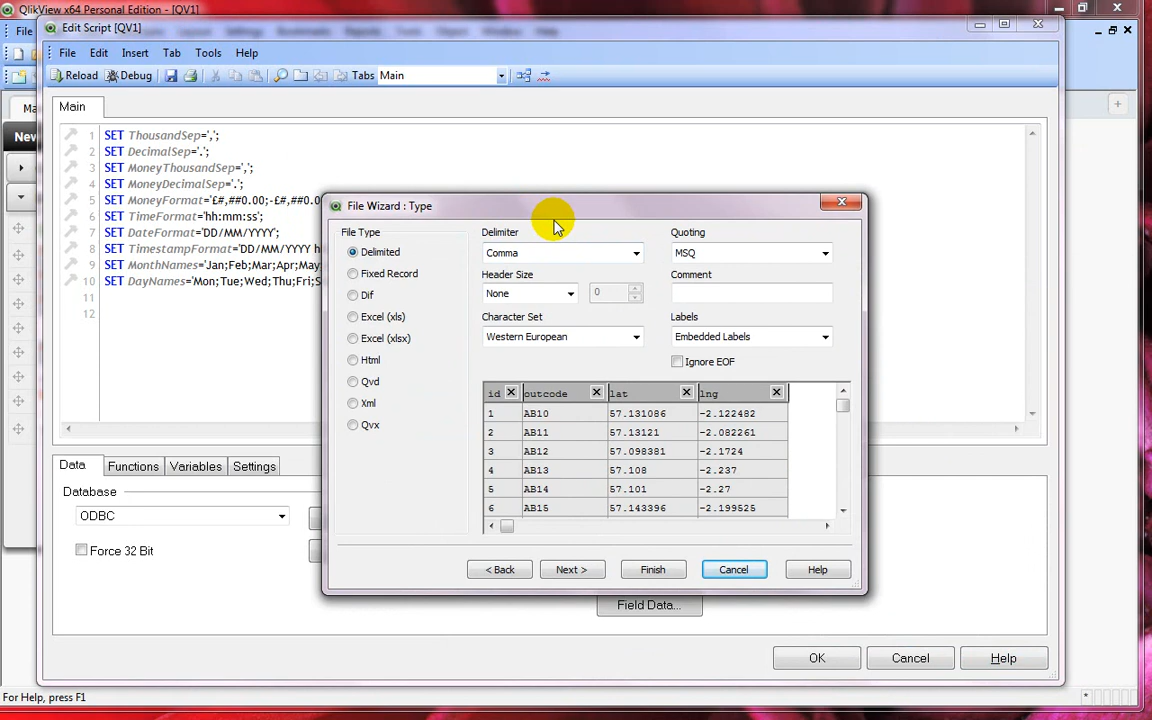 QlikView x64 Personal Edition - [QV1]
Edit Script [QV1]
File
File Edit Insert Tab Tools Help
Reload Debug Tabs Main
Main
New
1 SET ThousandSep=',';
2 SET DecimalSep='.';
3 SET MoneyThousandSep=',';
4 SET MoneyDecimalSep='.';
5 SET MoneyFormat='£#,##0.00;-£#,##0.0
6 SET TimeFormat='hh:mm:ss';
7 SET DateFormat='DD/MM/YYYY';
8 SET TimestampFormat='DD/MM/YYYY h
9 SET MonthNames='Jan;Feb;Mar;Apr;May
10 SET DayNames='Mon;Tue;Wed;Thu;Fri;S
11
12
File Wizard : Type
File Type
Delimited
Fixed Record
Dif
Excel (xls)
Excel (xlsx)
Html
Qvd
Xml
Qvx
Delimiter Quoting
Comma MSQ
Header Size Comment
None 0
Character Set Labels
Western European Embedded Labels
Ignore EOF
id outcode lat lng
1 AB10 57.131086 -2.122482
2 AB11 57.13121 -2.082261
3 AB12 57.098381 -2.1724
4 AB13 57.108 -2.237
5 AB14 57.101 -2.27
6 AB15 57.143396 -2.199525
< Back Next > Finish Cancel Help
Data Functions Variables Settings
Database
ODBC
Force 32 Bit
Field Data...
OK Cancel Help
For Help, press F1